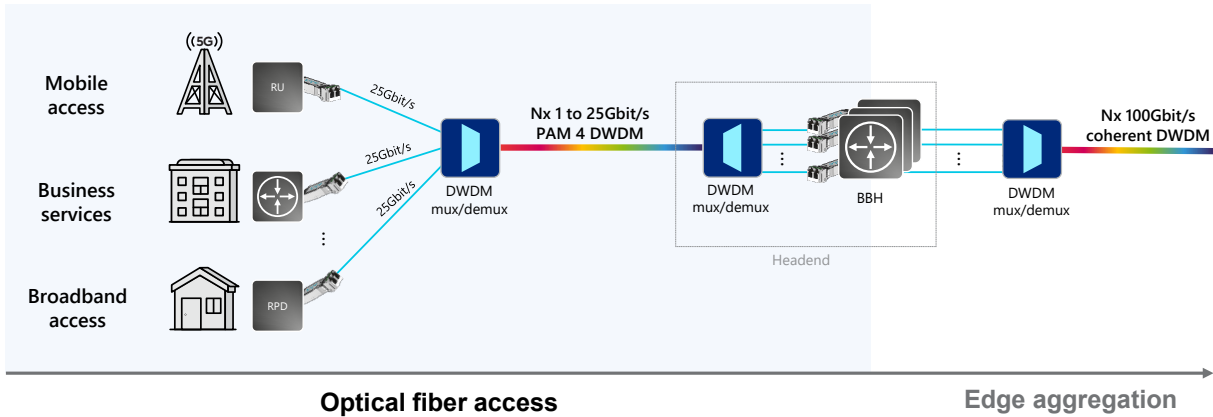 ((5G))
Mobile
access
RU
25Gbit/s
Business
services
25Gbit/s
25Gbit/s
...
Broadband
access
RPD
DWDM
mux/demux
Nx 1 to 25Gbit/s
PAM 4 DWDM
DWDM
mux/demux
...
...
BBH
Headend
DWDM
mux/demux
Nx 100Gbit/s
coherent DWDM
Optical fiber access
Edge aggregation